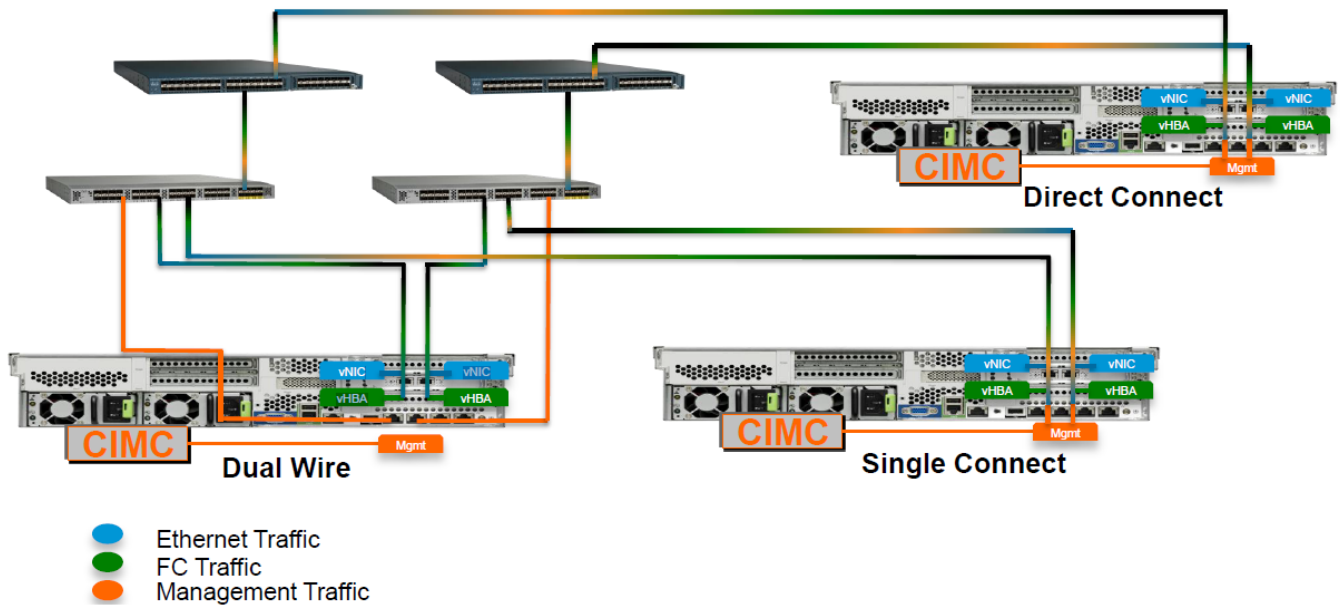 vNIC
vNIC
vHBA
vHBA
CIMC
Mgmt
Direct Connect
vNIC
vNIC
vHBA
vHBA
CIMC
Mgmt
Dual Wire
vNIC
vNIC
vHBA
vHBA
CIMC
Mgmt
Single Connect
Ethernet Traffic
FC Traffic
Management Traffic